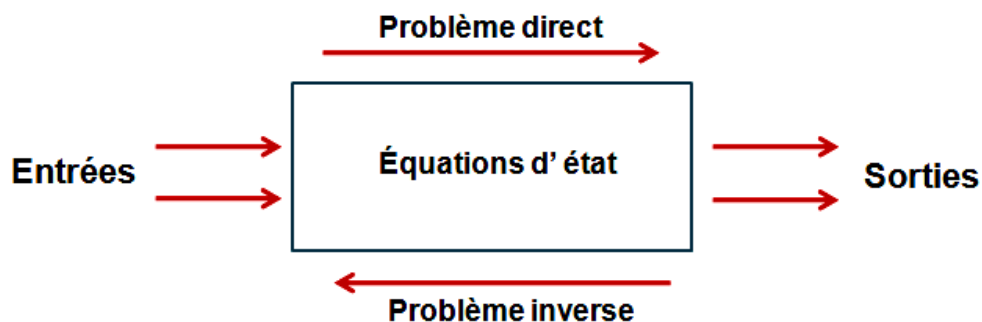 Problème direct
Entrées
Équations d’ état
Sorties
Problème inverse